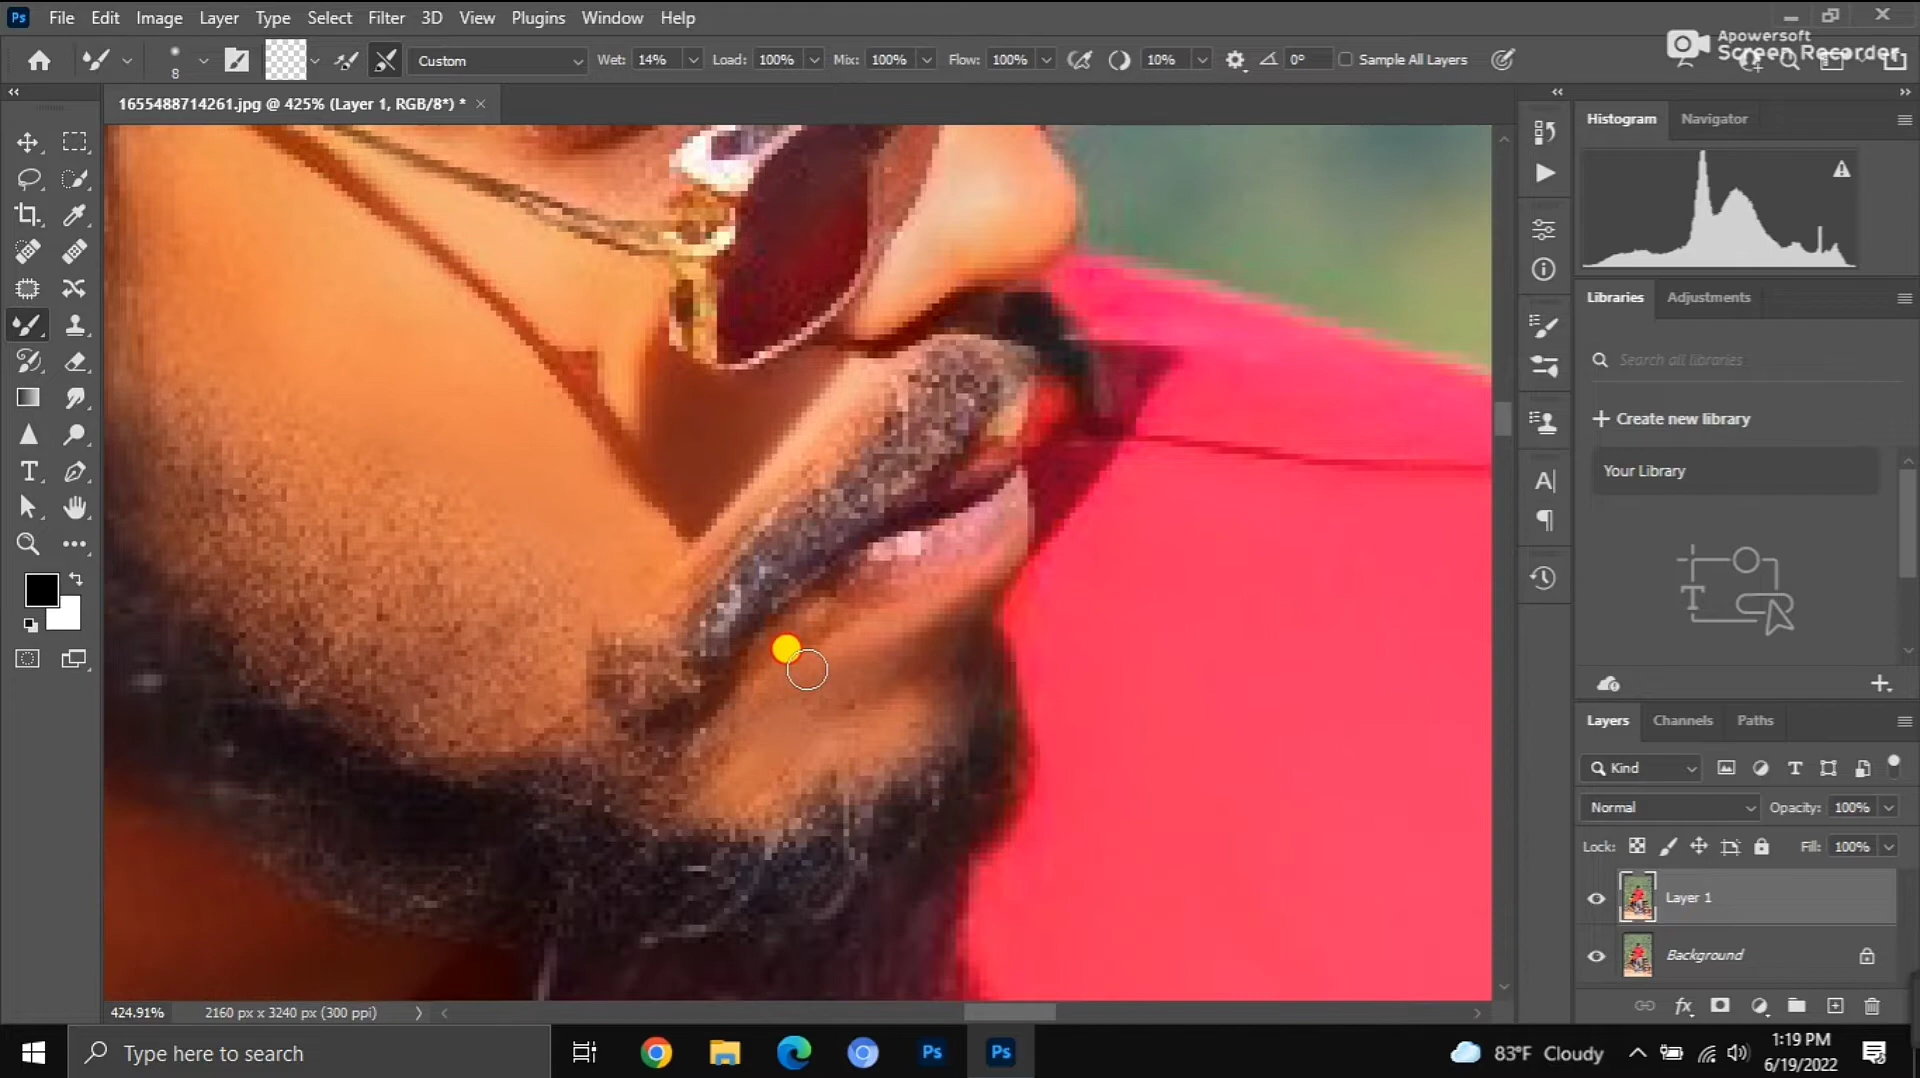 Ps File Edit Image Layer Type Select Filter 3D View Plugins Window Help
Apowersoft
Screen Recorder
8 Custom Wet: 14% Load: 100% Mix: 100% Flow: 100% 10% 0° Sample All Layers
1655488714261.jpg @ 425% (Layer 1, RGB/8*) * ×
Histogram Navigator
Libraries Adjustments
Search all libraries
+ Create new library
Your Library
Layers Channels Paths
Kind
Normal Opacity: 100%
Lock: Fill: 100%
Layer 1
Background
424.91% 2160 px x 3240 px (300 ppi)
Type here to search
Ps Ps
83°F Cloudy
1:19 PM
6/19/2022